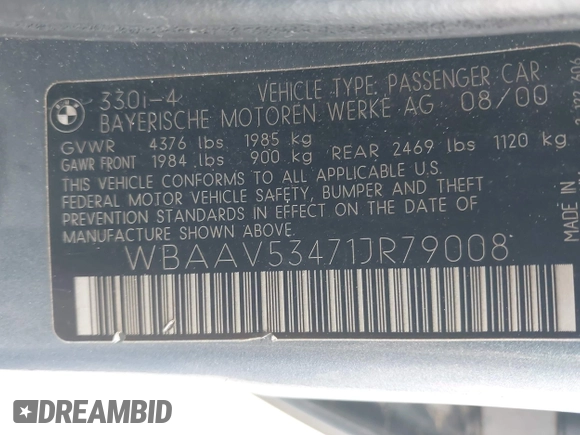 BMW
330i-4 VEHICLE TYPE: PASSENGER CAR
BAYERISCHE MOTOREN WERKE AG 08/00
GVWR 4376 lbs 1985 kg
GAWR FRONT 1984 lbs 900 kg REAR 2469 lbs 1120 kg
THIS VEHICLE CONFORMS TO ALL APPLICABLE U.S.
FEDERAL MOTOR VEHICLE SAFETY, BUMPER AND THEFT
PREVENTION STANDARDS IN EFFECT ON THE DATE OF
MANUFACTURE SHOWN ABOVE.
WBAAV53471JR79008
MADE IN
DREAMBID